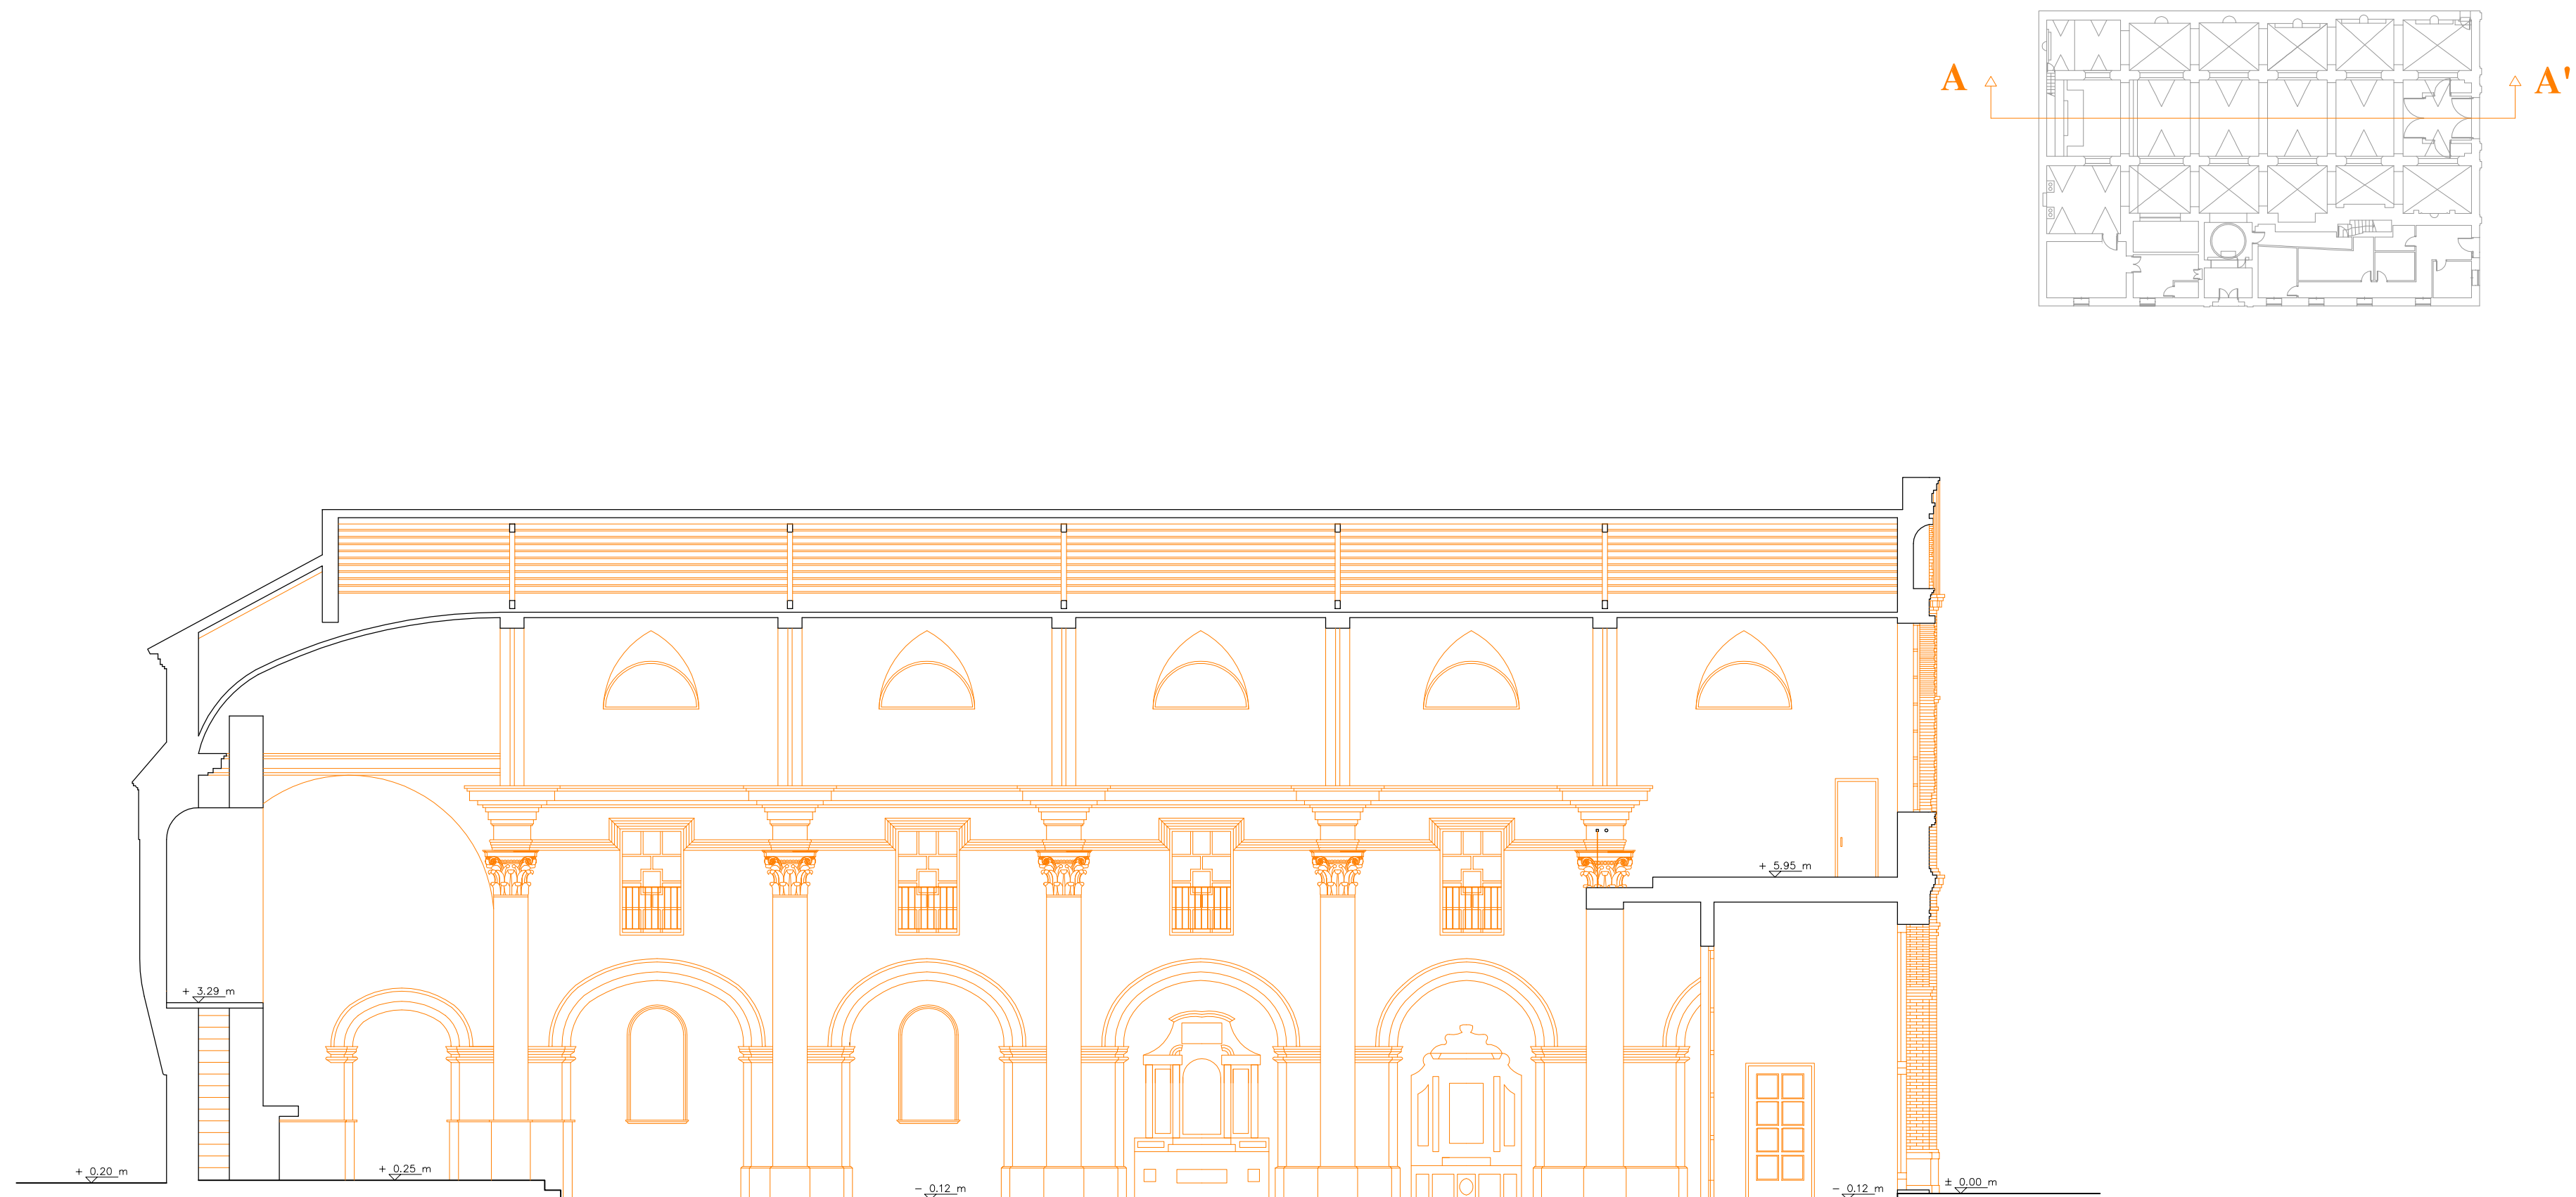 A A'
+ 5.95 m
+ 3.29 m
+ 0.20 m
+ 0.25 m
− 0.12 m
− 0.12 m
± 0.00 m